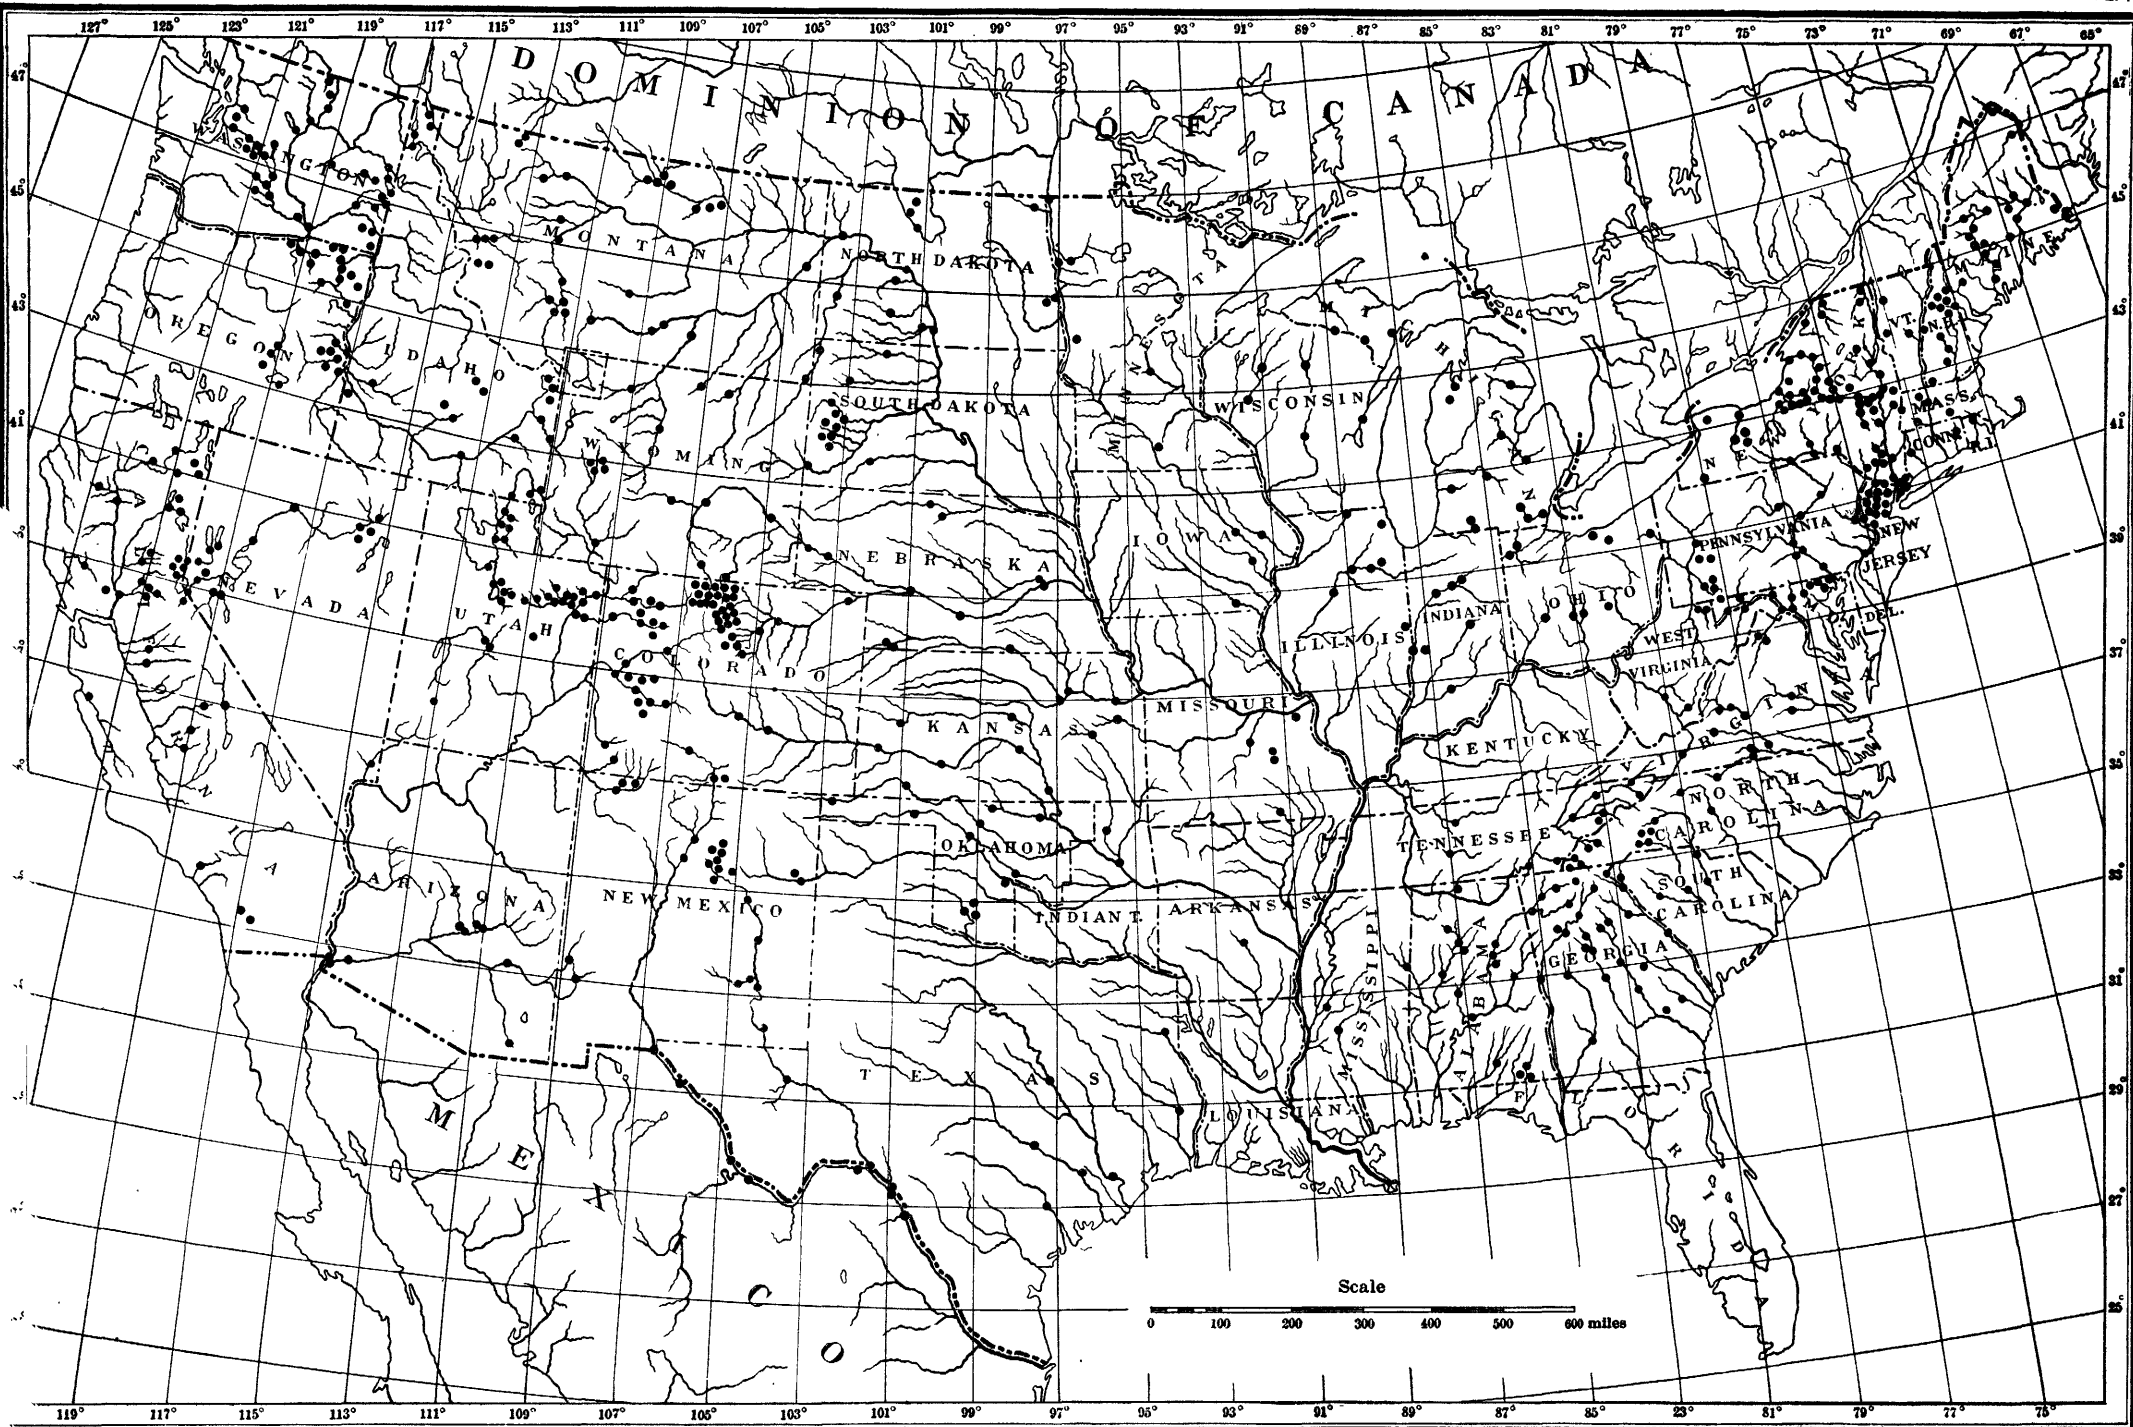 127° 125° 123° 121° 119° 117° 115° 113° 111° 109° 107° 105° 103° 101° 99° 97° 95° 93° 91° 89° 87° 85° 83° 81° 79° 77° 75° 73° 71° 69° 67° 65°
DOMINION OF CANADA
47° 47°
45° 45°
43° 43°
41° 41°
39°
37°
35°
33°
31°
29°
27°
25°
WASHINGTON
MONTANA
NORTH DAKOTA
MINNESOTA
MICHIGAN
MAINE
OREGON
IDAHO
VT.
N.H.
SOUTH DAKOTA
WISCONSIN
NEW YORK
MASS.
CONN.
R.I.
WYOMING
IOWA
PENNSYLVANIA
NEW
JERSEY
NEBRASKA
NEVADA
UTAH
COLORADO
ILLINOIS
INDIANA
OHIO
WEST
VIRGINIA
DEL.
CALIFORNIA
KANSAS
MISSOURI
KENTUCKY
VIRGINIA
NORTH
CAROLINA
OKLAHOMA
TENNESSEE
ARIZONA
NEW MEXICO
INDIAN T.
ARKANSAS
SOUTH
CAROLINA
MISSISSIPPI
ALABAMA
GEORGIA
TEXAS
LOUISIANA
FLORIDA
MEXICO
Scale
0 100 200 300 400 500 600 miles
119° 117° 115° 113° 111° 109° 107° 105° 103° 101° 99° 97° 95° 93° 91° 89° 87° 85° 23° 81° 79° 75°